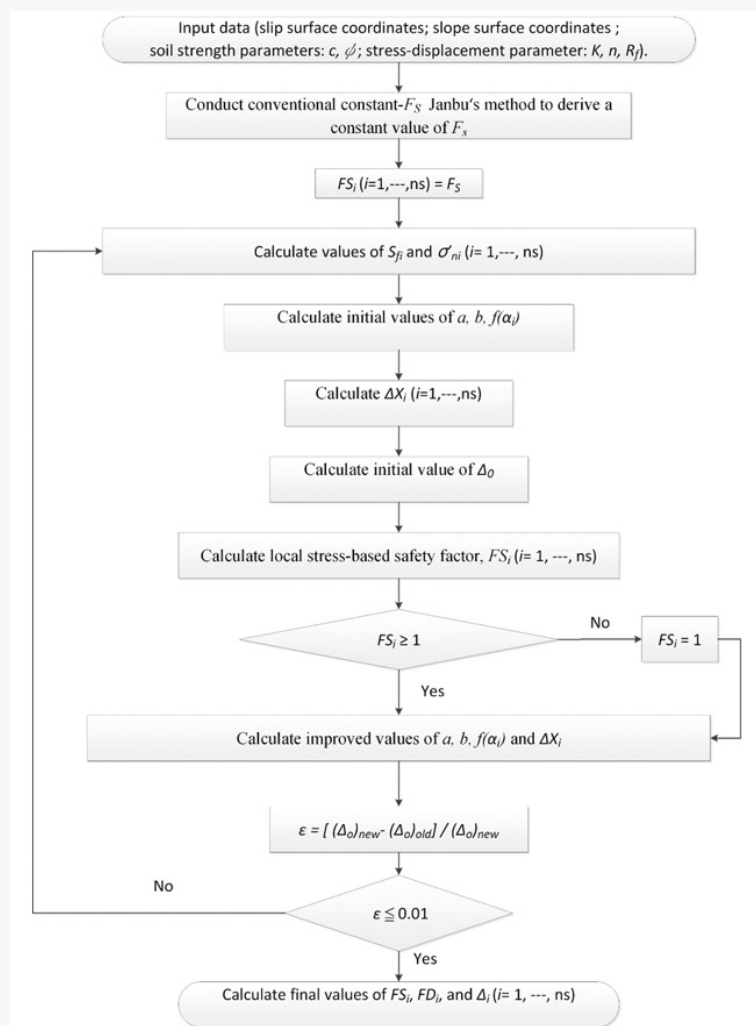 Input data (slip surface coordinates; slope surface coordinates ;
soil strength parameters: c, ϕ; stress-displacement parameter: K, n, Rf).
Conduct conventional constant-FS Janbu's method to derive a
constant value of Fs
FSi (i=1,---,ns) = FS
Calculate values of Sfi and σ'ni (i= 1,---, ns)
Calculate initial values of a, b, f(αi)
Calculate ΔXi (i=1,---,ns)
Calculate initial value of Δ0
Calculate local stress-based safety factor, FSi (i= 1, ---, ns)
FSi ≥ 1
No
FSi = 1
Yes
Calculate improved values of a, b, f(αi) and ΔXi
ε = [ (Δo)new- (Δo)old] / (Δo)new
No
ε ≦ 0.01
Yes
Calculate final values of FSi, FDi, and Δi (i= 1, ---, ns)